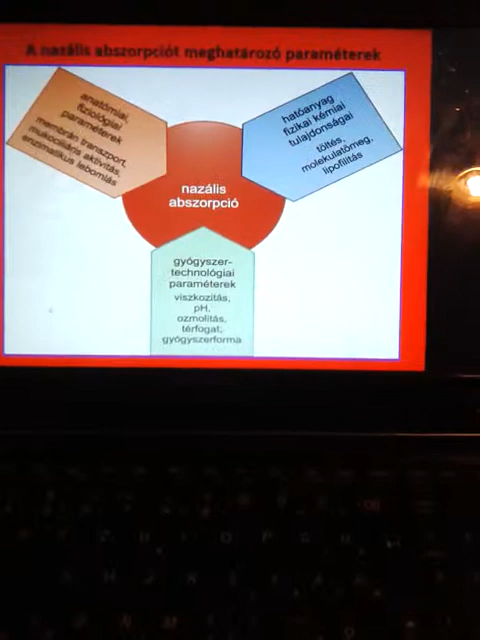 A nazális abszorpciót meghatározó paraméterek
anatómiai,
fiziológiai
paraméterek
membrán transzport,
mukociliáris aktivitás,
enzimatikus lebomlás
hatóanyag
fizikai kémiai
tulajdonságai
töltés,
molekulatömeg,
lipofilitás
nazális
abszorpció
gyógyszer-
technológiai
paraméterek
viszkozitás,
pH,
ozmolitás,
térfogat,
gyógyszerforma